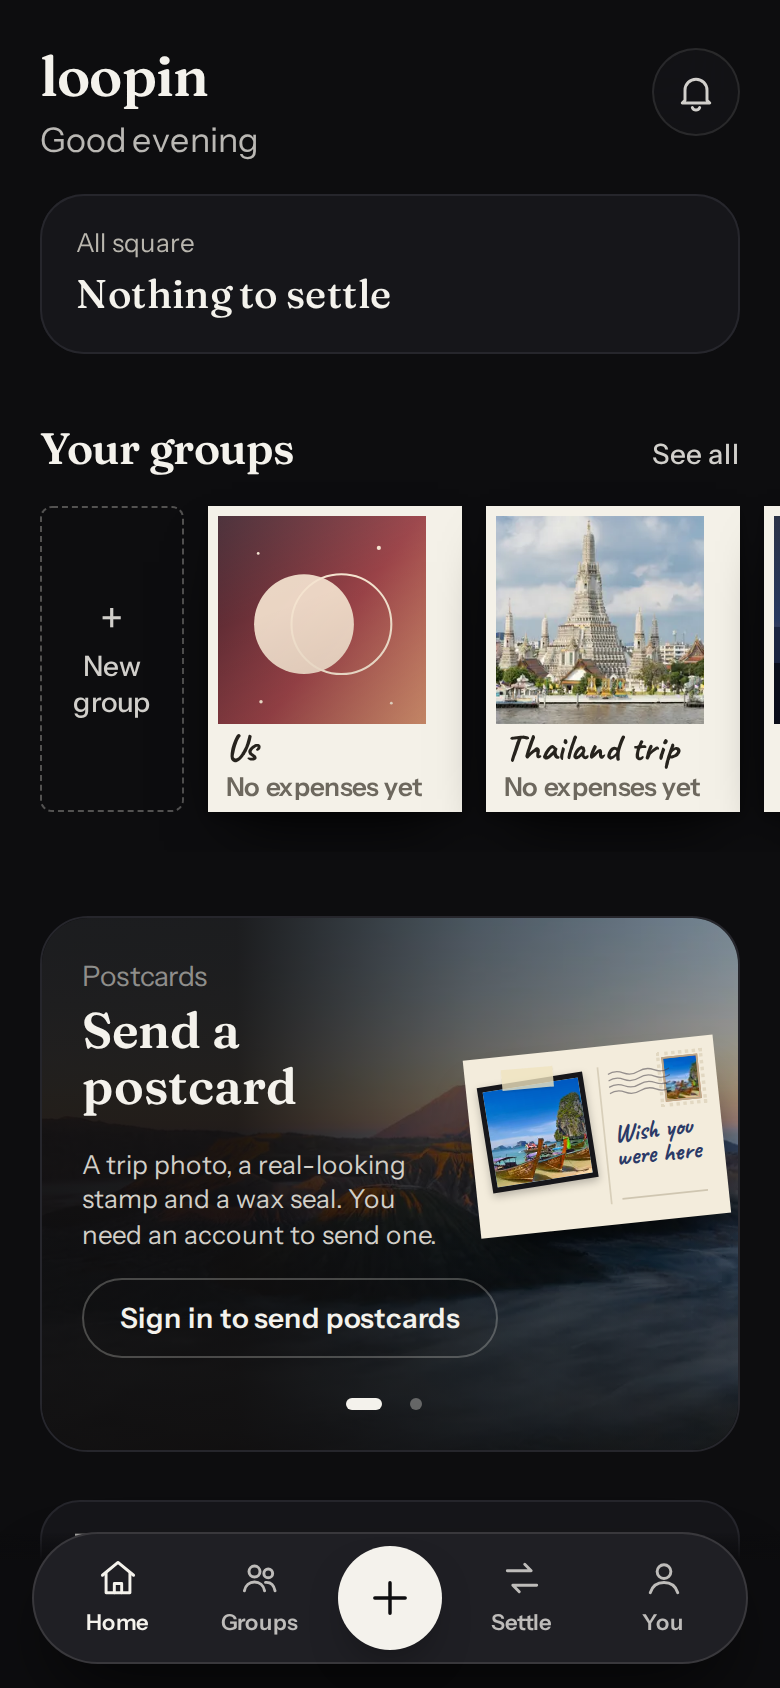 loopin
Good evening
All square
Nothing to settle
Your groups
See all
+
New
group
Us
No expenses yet
Thailand trip
No expenses yet
Postcards
Send a
postcard
Wish you
were here
A trip photo, a real-looking
stamp and a wax seal. You
need an account to send one.
Sign in to send postcards
Home
Groups
Settle
You